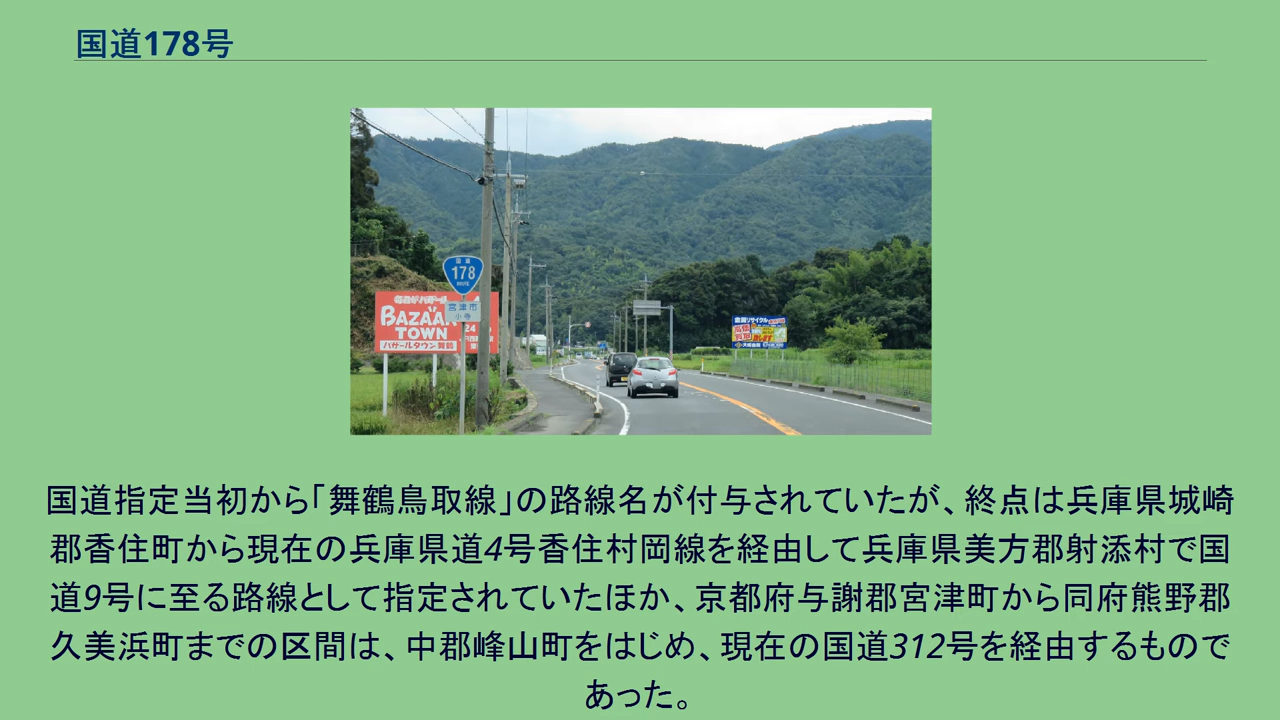 国道178号
国道
178
ROUTE
宮津市
小寺
BAZAAR
TOWN
24
バザールタウン舞鶴
国道指定当初から「舞鶴鳥取線」の路線名が付与されていたが、終点は兵庫県城崎
郡香住町から現在の兵庫県道4号香住村岡線を経由して兵庫県美方郡射添村で国
道9号に至る路線として指定されていたほか、京都府与謝郡宮津町から同府熊野郡
久美浜町までの区間は、中郡峰山町をはじめ、現在の国道312号を経由するもので
あった。